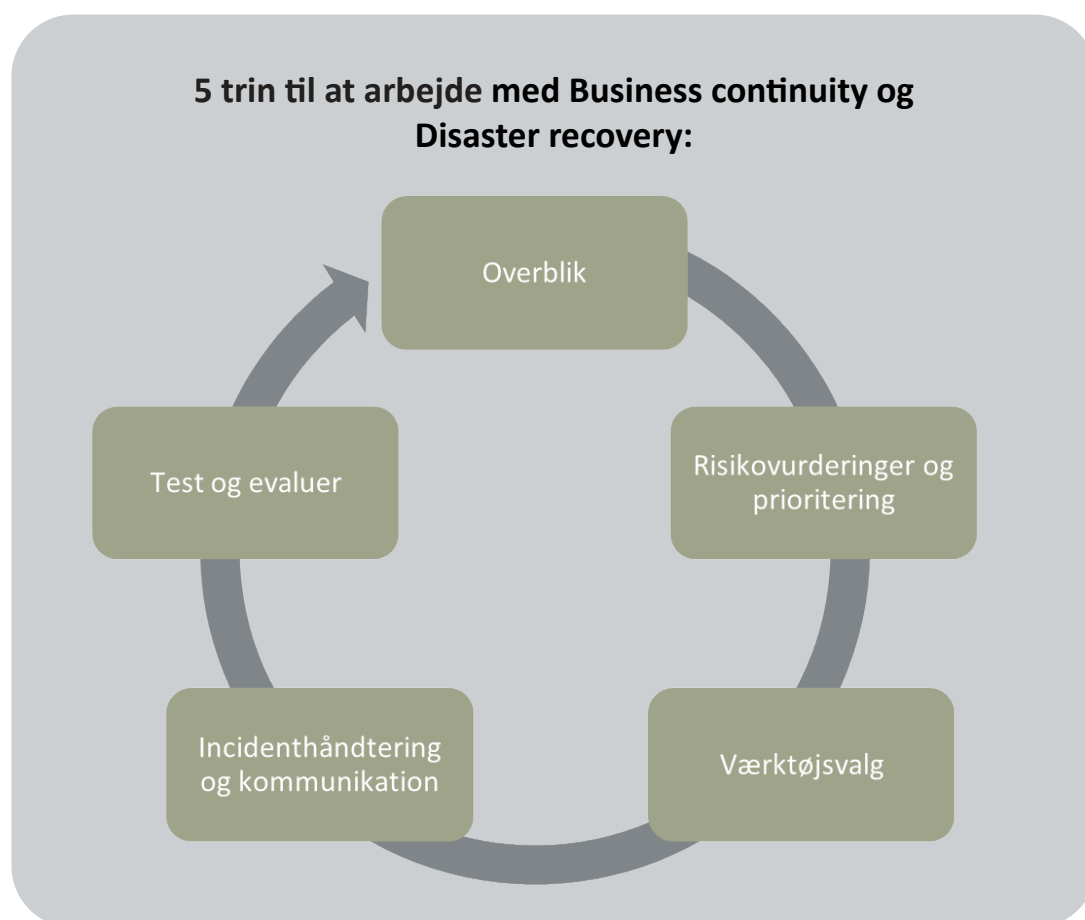 5 trin til at arbejde med Business continuity og
Disaster recovery:
Overblik
Risikovurderinger og
prioritering
Værktøjsvalg
Incidenthåndtering
og kommunikation
Test og evaluer